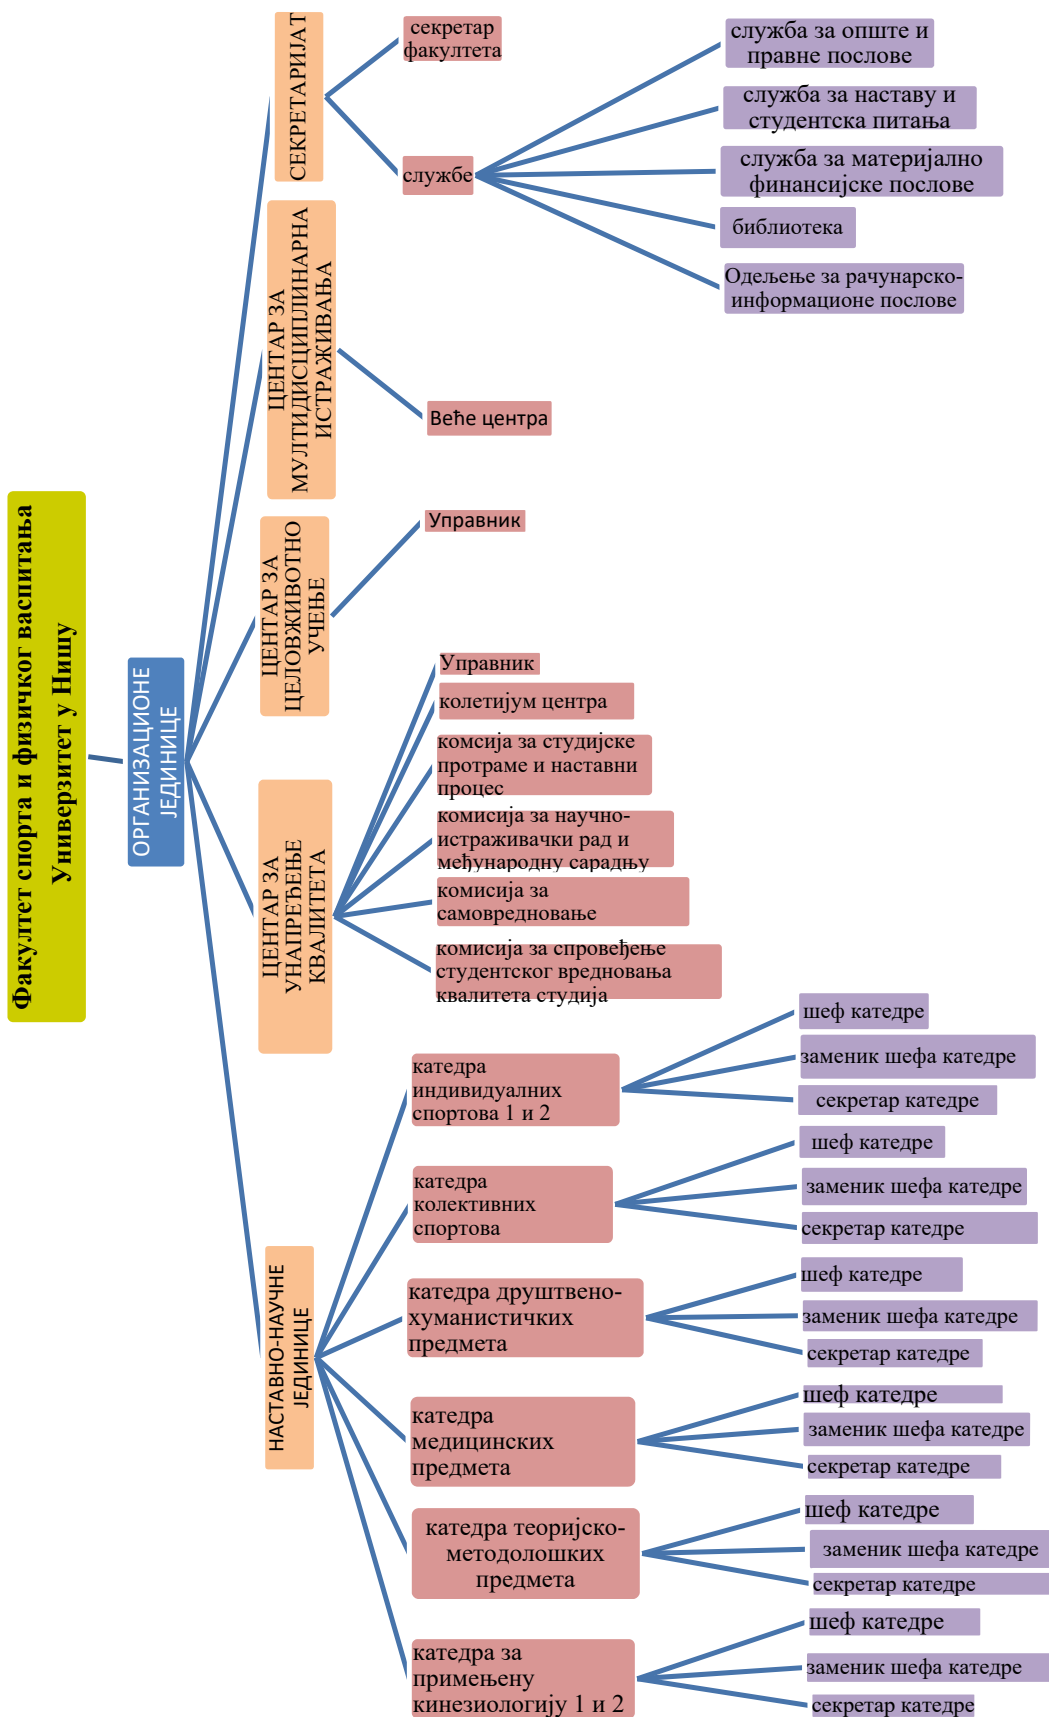 Факултет спорта и физичког васпитања
Универзитет у Нишу
ОРГАНИЗАЦИОНЕ
ЈЕДИНИЦЕ
СЕКРЕТАРИЈАТ
секретар
факултета
службе
служба за опште и
правне послове
служба за наставу и
студентска питања
служба за материјално
финансијске послове
библиотека
Одељење за рачунарско-
информационе послове
ЦЕНТАР ЗА
МУЛТИДИСЦИПЛИНАРНА
ИСТРАЖИВАЊА
Веће центра
ЦЕНТАР ЗА
ЦЕЛОВЖИВОТНО
УЧЕЊЕ
Управник
ЦЕНТАР ЗА
УНАПРЕЂЕЊЕ
КВАЛИТЕТА
Управник
колетијум центра
комсија за студијске
протраме и наставни
процес
комисија за научно-
истраживачки рад и
међународну сарадњу
комисија за
самовредновање
комисија за спровеђење
студентског вредновања
квалитета студија
НАСТАВНО-НАУЧНЕ
ЈЕДИНИЦЕ
катедра
индивидуалних
спортова 1 и 2
шеф катедре
заменик шефа катедре
секретар катедре
катедра
колективних
спортова
шеф катедре
заменик шефа катедре
секретар катедре
катедра друштвено-
хуманистичких
предмета
шеф катедре
заменик шефа катедре
секретар катедре
катедра
медицинских
предмета
шеф катедре
заменик шефа катедре
секретар катедре
катедра теоријско-
методолошких
предмета
шеф катедре
заменик шефа катедре
секретар катедре
катедра за
примењену
кинезиологију 1 и 2
шеф катедре
заменик шефа катедре
секретар катедре